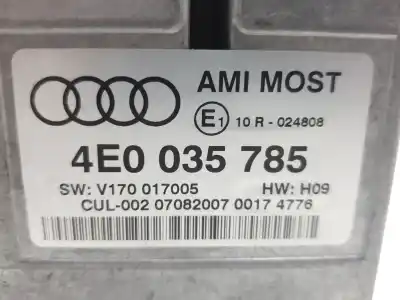 AMI MOST
E1 10 R - 024808
4E0 035 785
SW: V170 017005 HW: H09
CUL-002 07082007 0017 4776